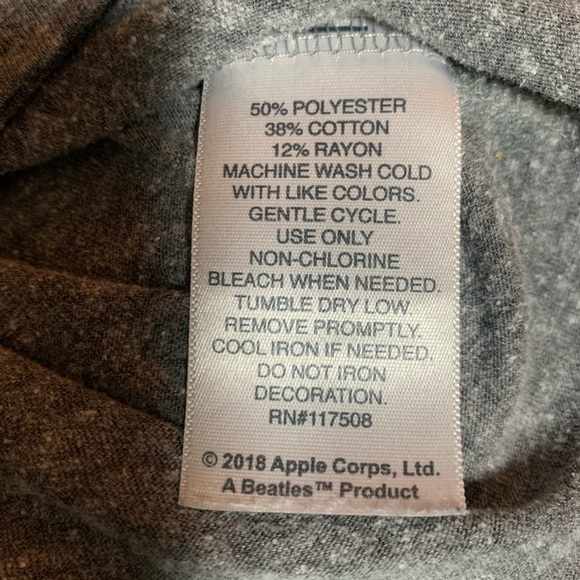 50% POLYESTER
38% COTTON
12% RAYON
MACHINE WASH COLD
WITH LIKE COLORS.
GENTLE CYCLE.
USE ONLY
NON-CHLORINE
BLEACH WHEN NEEDED.
TUMBLE DRY LOW.
REMOVE PROMPTLY.
COOL IRON IF NEEDED.
DO NOT IRON
DECORATION.
RN#117508
© 2018 Apple Corps, Ltd.
A Beatles™ Product